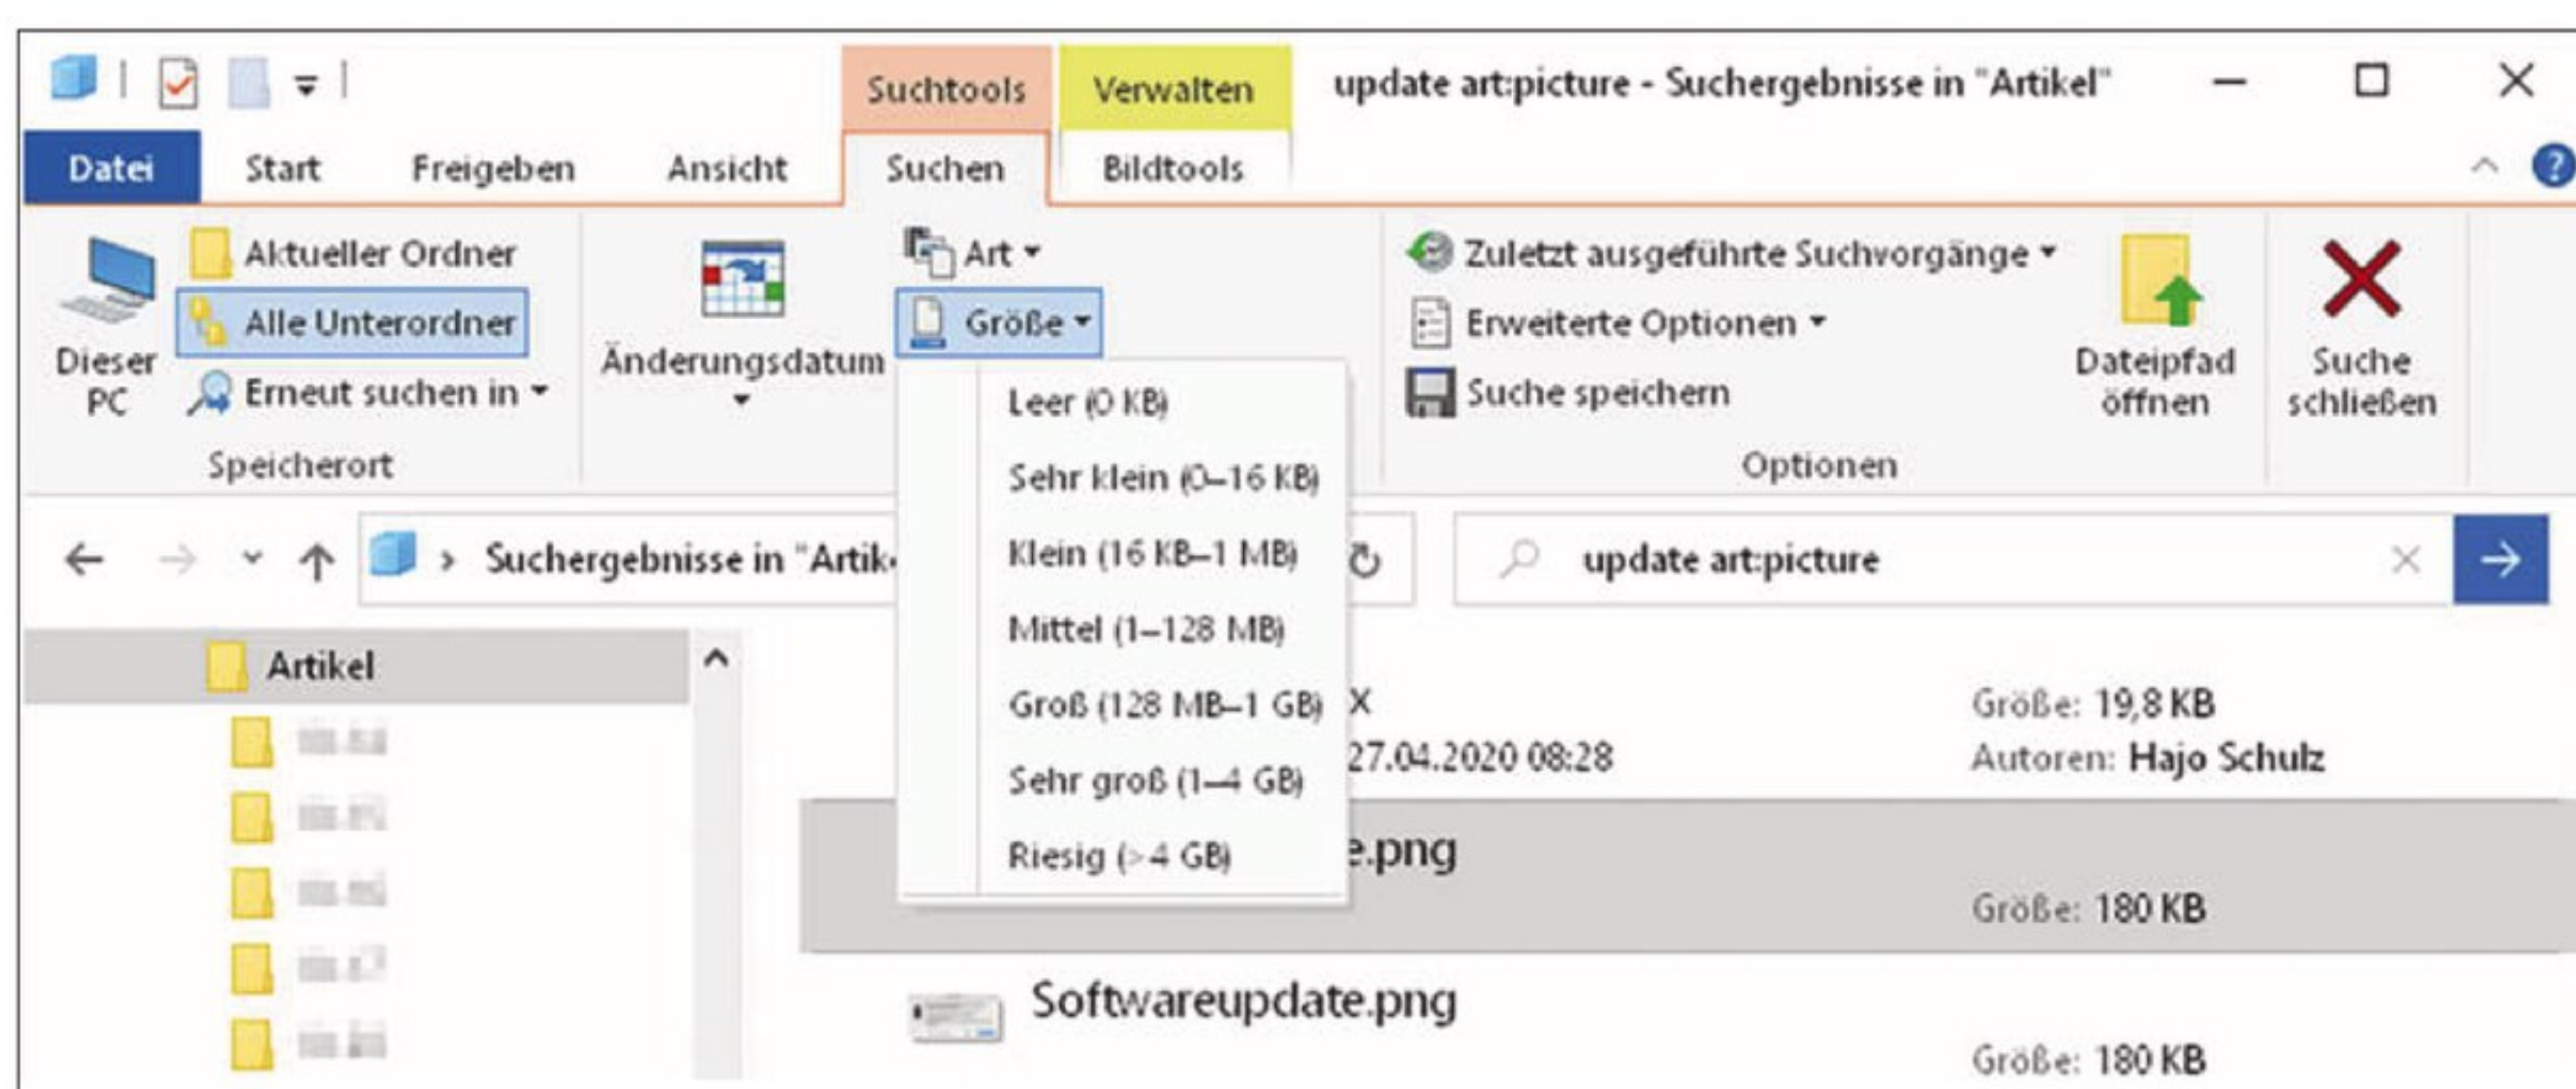 Suchtools
Verwalten
update art:picture - Suchergebnisse in "Artikel"
Datei
Start
Freigeben
Ansicht
Suchen
Bildtools
Dieser
PC
Aktueller Ordner
Alle Unterordner
Erneut suchen in
Speicherort
Änderungsdatum
Art
Größe
Leer (0 KB)
Sehr klein (0–16 KB)
Klein (16 KB–1 MB)
Mittel (1–128 MB)
Groß (128 MB–1 GB)
Sehr groß (1–4 GB)
Riesig (>4 GB)
Zuletzt ausgeführte Suchvorgänge
Erweiterte Optionen
Suche speichern
Dateipfad
öffnen
Optionen
Suche
schließen
Suchergebnisse in "Artik
update art:picture
Artikel
X
Größe: 19,8 KB
27.04.2020 08:28
Autoren: Hajo Schulz
e.png
Größe: 180 KB
Softwareupdate.png
Größe: 180 KB